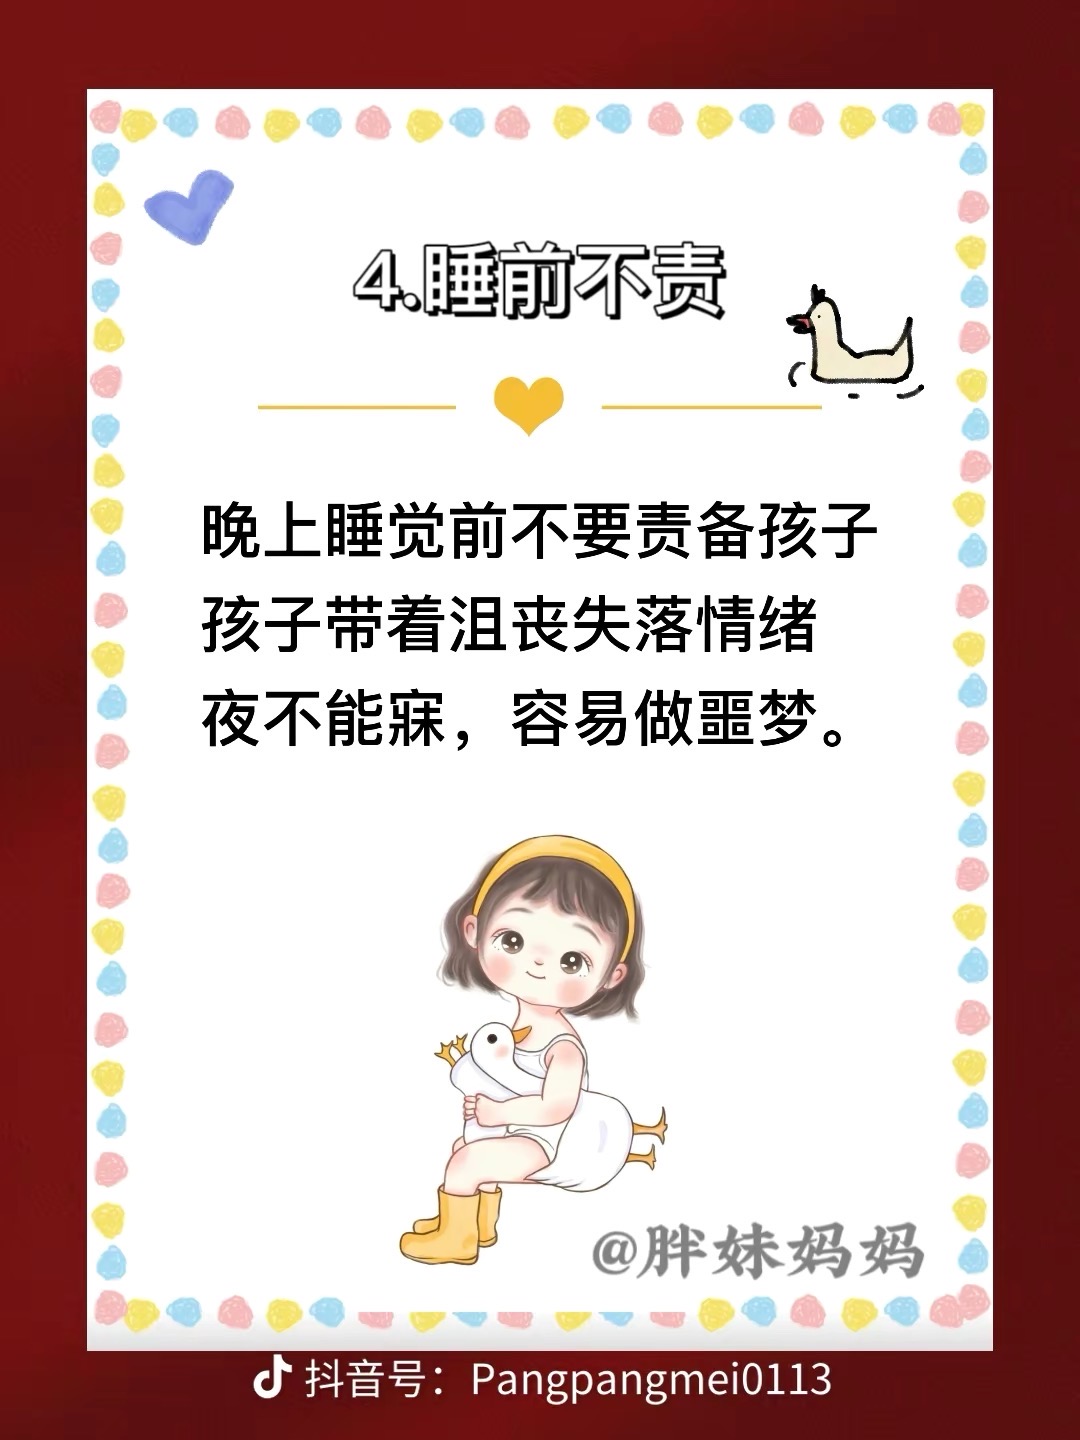 4.睡前不责
晚上睡觉前不要责备孩子
孩子带着沮丧失落情绪
夜不能寐，容易做噩梦。
@胖妹妈妈
抖音号：Pangpangmei0113